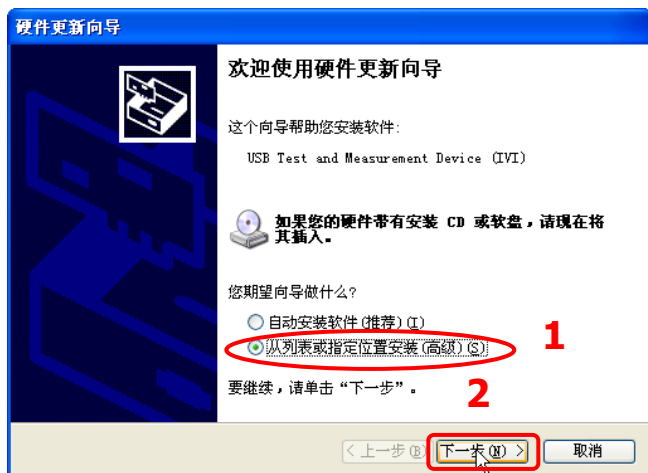 硬件更新向导
欢迎使用硬件更新向导
这个向导帮助您安装软件:
USB Test and Measurement Device (IVI)
如果您的硬件带有安装 CD 或软盘，请现在将
其插入。
您期望向导做什么?
自动安装软件(推荐)(I)
从列表或指定位置安装(高级)(S)
1
要继续，请单击“下一步”。
2
< 上一步(B)
下一步(N) >
取消